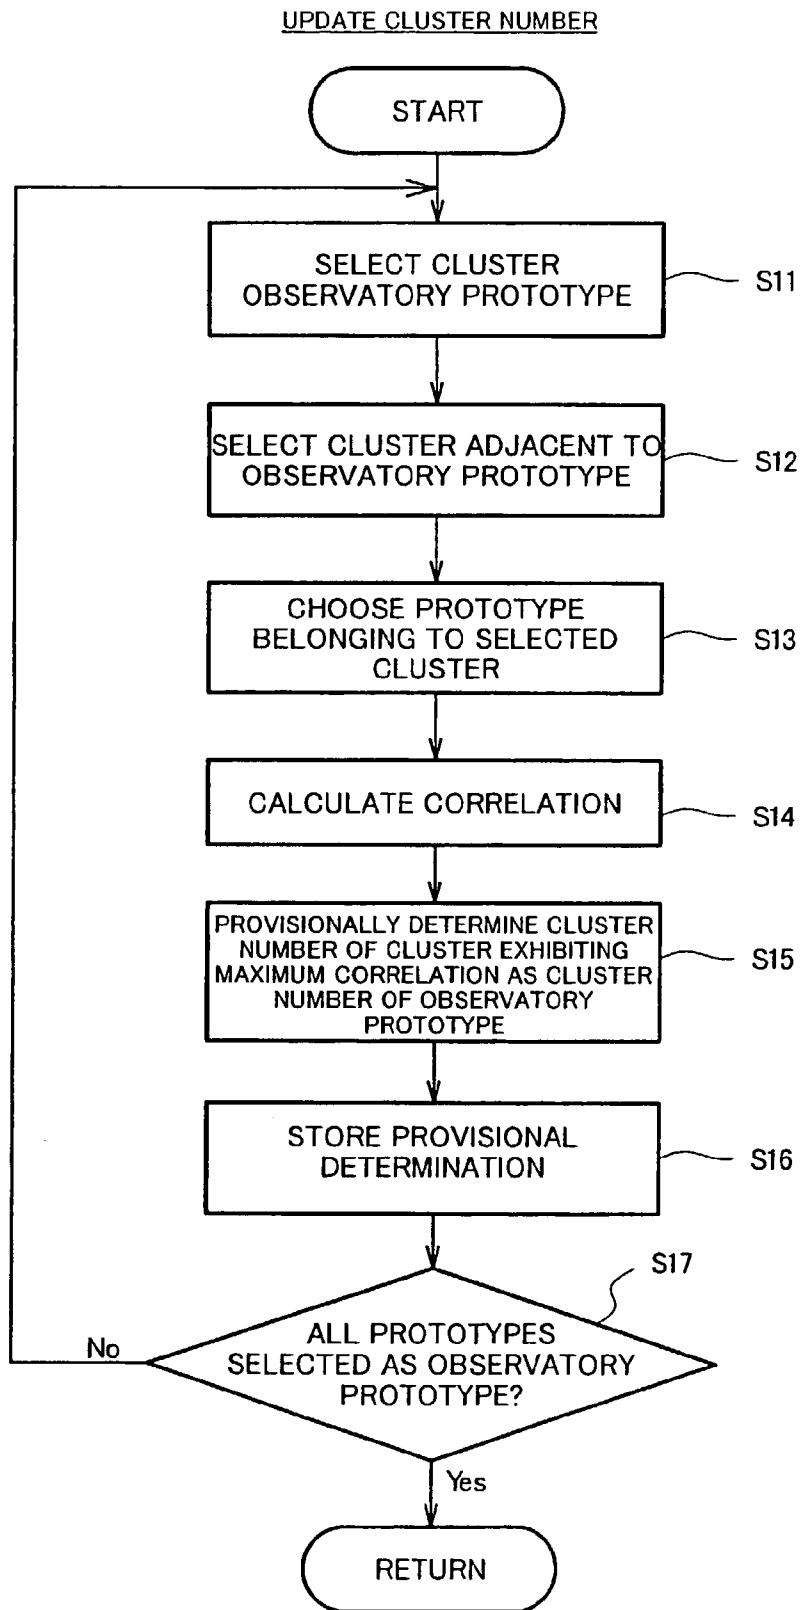 UPDATE CLUSTER NUMBER
START
SELECT CLUSTER
OBSERVATORY PROTOTYPE
S11
SELECT CLUSTER ADJACENT TO
OBSERVATORY PROTOTYPE
S12
CHOOSE PROTOTYPE
BELONGING TO SELECTED
CLUSTER
S13
CALCULATE CORRELATION
S14
PROVISIONALLY DETERMINE CLUSTER
NUMBER OF CLUSTER EXHIBITING
MAXIMUM CORRELATION AS CLUSTER
NUMBER OF OBSERVATORY
PROTOTYPE
S15
STORE PROVISIONAL
DETERMINATION
S16
S17
ALL PROTOTYPES
SELECTED AS OBSERVATORY
PROTOTYPE?
No
Yes
RETURN